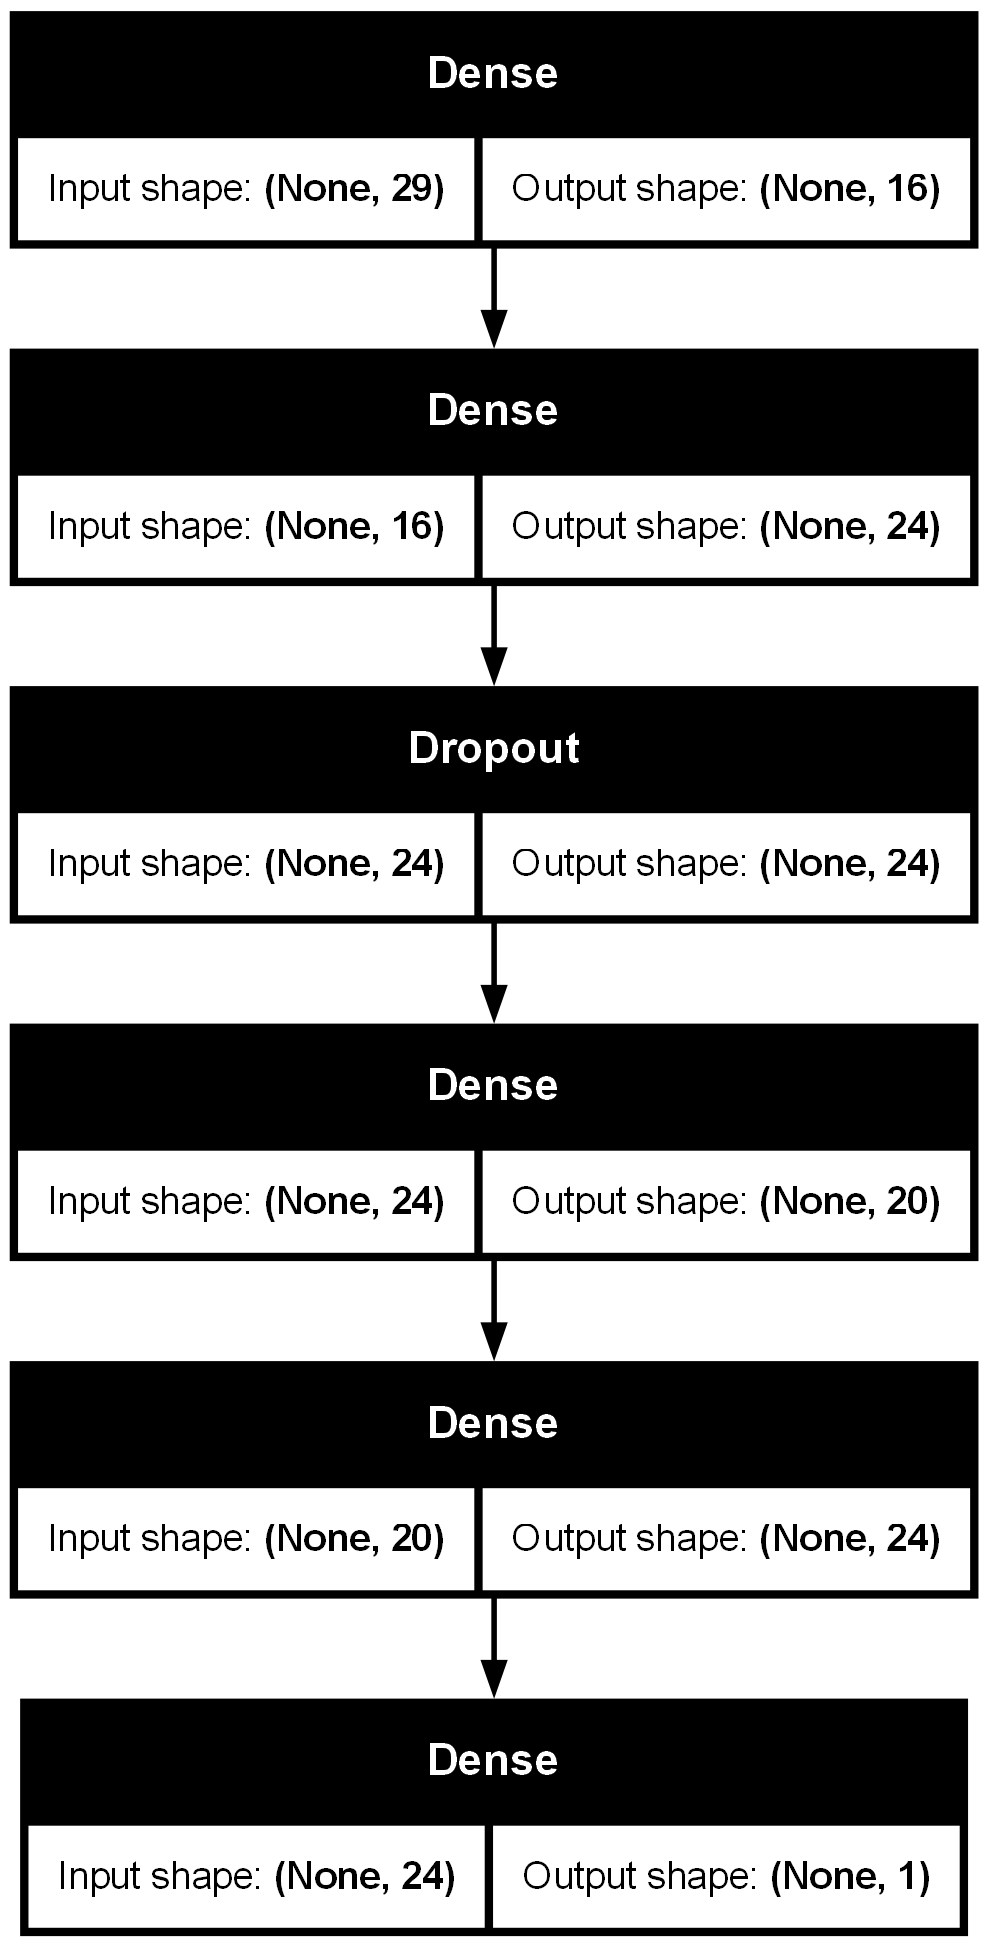 Dense
Input shape: (None, 29) Output shape: (None, 16)
Dense
Input shape: (None, 16) Output shape: (None, 24)
Dropout
Input shape: (None, 24) Output shape: (None, 24)
Dense
Input shape: (None, 24) Output shape: (None, 20)
Dense
Input shape: (None, 20) Output shape: (None, 24)
Dense
Input shape: (None, 24) Output shape: (None, 1)